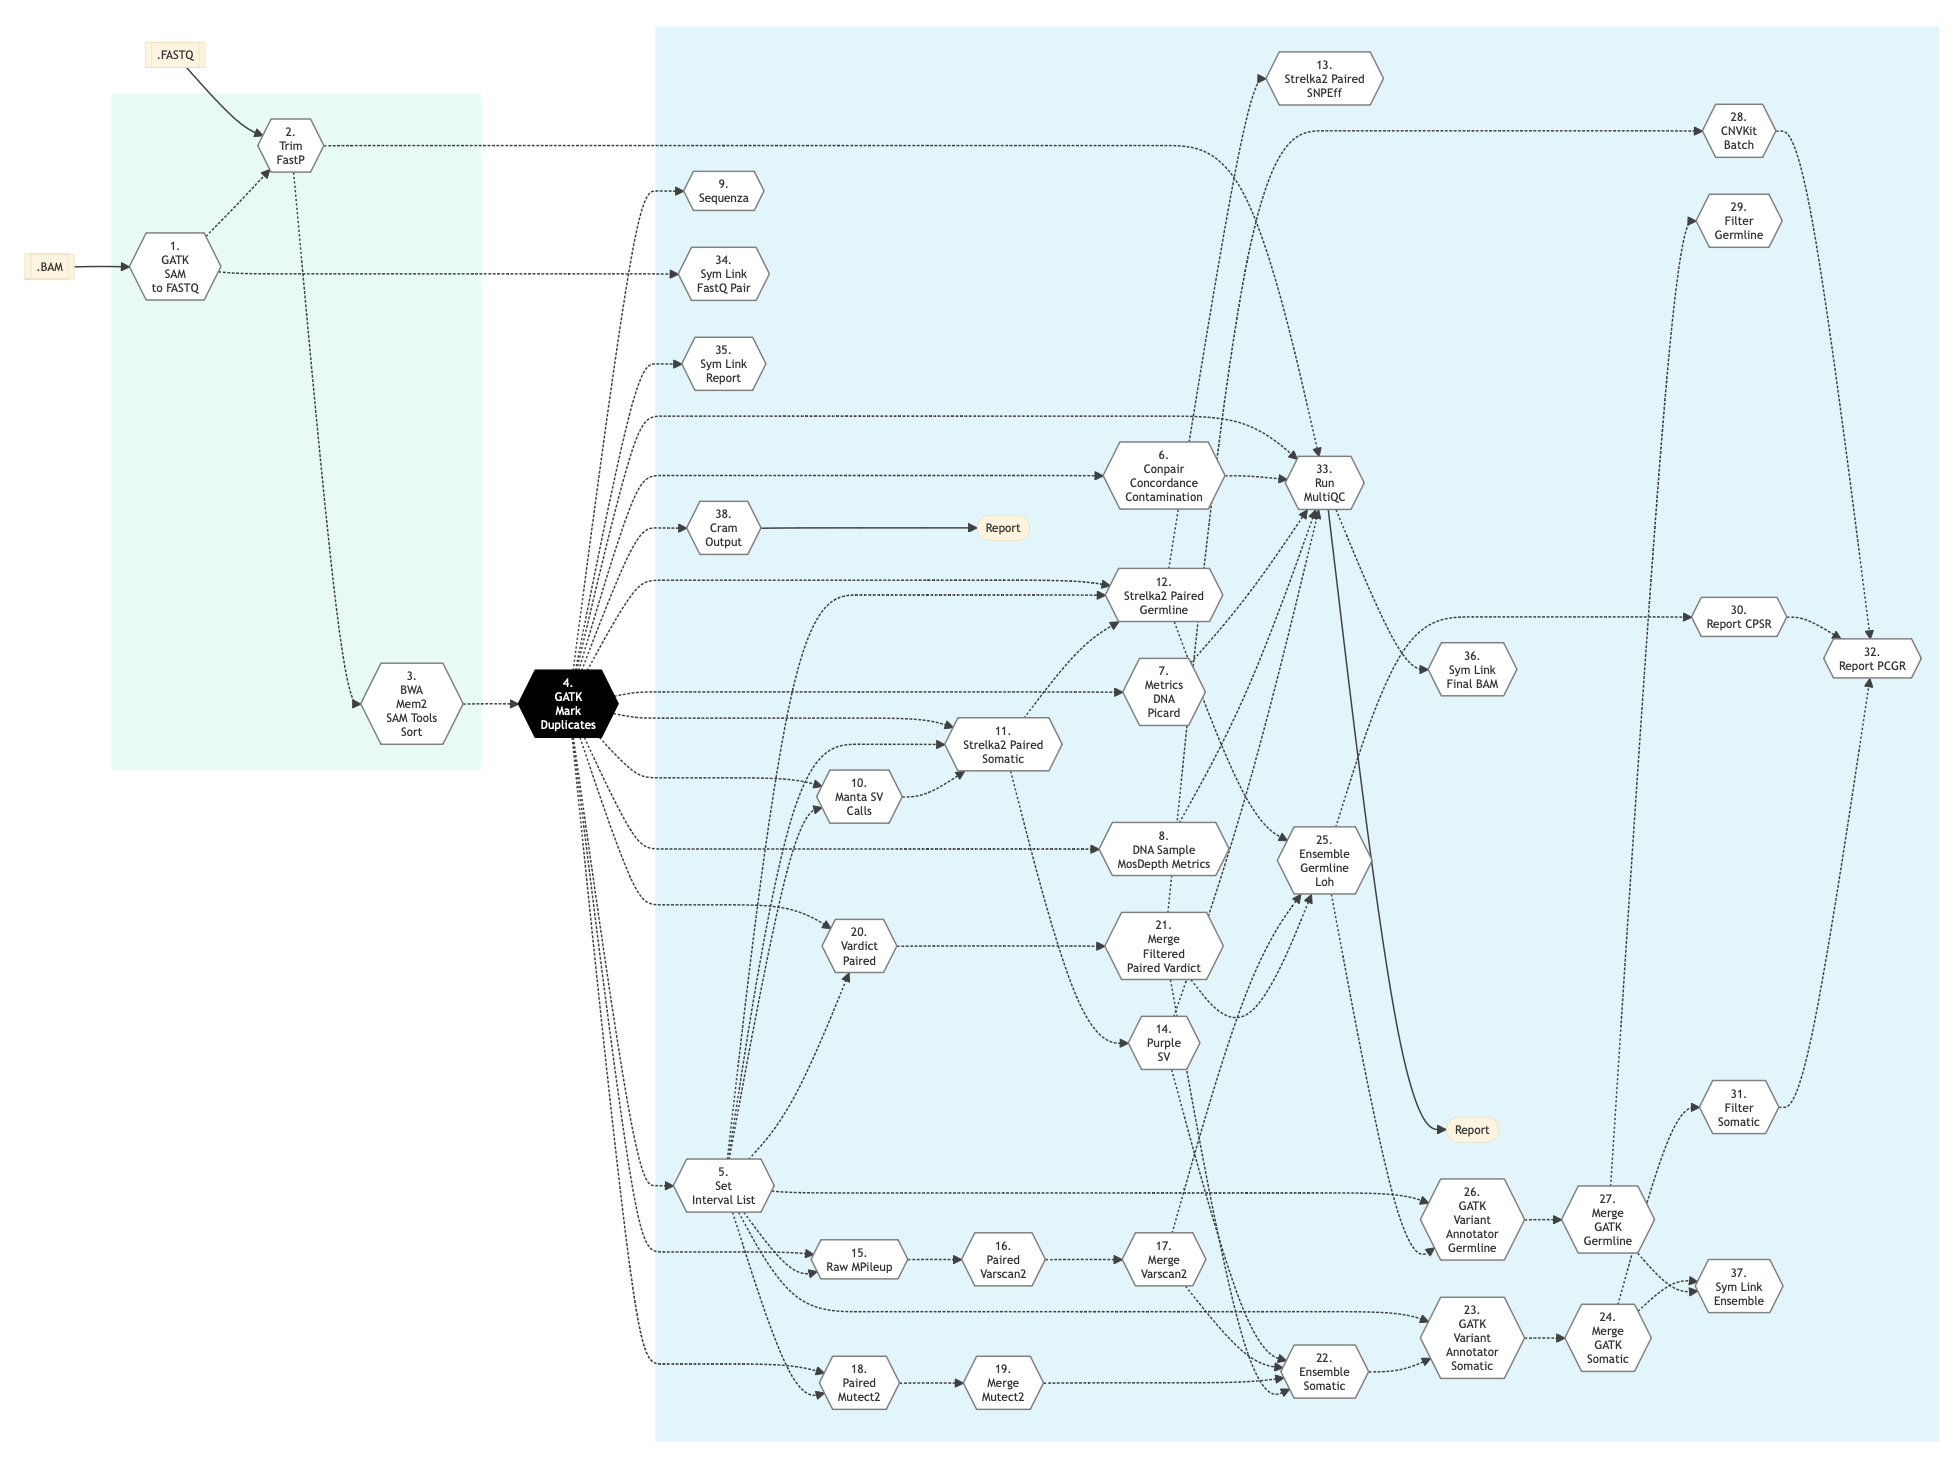 .FASTQ
2.
Trim
FastP
1.
GATK
SAM
to FASTQ
.BAM
3.
BWA
Mem2
SAM Tools
Sort
4.
GATK
Mark
Duplicates
9.
Sequenza
34.
Sym Link
FastQ Pair
35.
Sym Link
Report
38.
Cram
Output
Report
5.
Set
Interval List
10.
Manta SV
Calls
20.
Vardict
Paired
15.
Raw MPileup
18.
Paired
Mutect2
11.
Strelka2 Paired
Somatic
16.
Paired
Varscan2
19.
Merge
Mutect2
6.
Conpair
Concordance
Contamination
12.
Strelka2 Paired
Germline
7.
Metrics
DNA
Picard
8.
DNA Sample
MosDepth Metrics
21.
Merge
Filtered
Paired Vardict
14.
Purple
SV
17.
Merge
Varscan2
13.
Strelka2 Paired
SNPEff
33.
Run
MultiQC
25.
Ensemble
Germline
Loh
22.
Ensemble
Somatic
36.
Sym Link
Final BAM
Report
26.
GATK
Variant
Annotator
Germline
23.
GATK
Variant
Annotator
Somatic
27.
Merge
GATK
Germline
24.
Merge
GATK
Somatic
28.
CNVKit
Batch
29.
Filter
Germline
30.
Report CPSR
31.
Filter
Somatic
37.
Sym Link
Ensemble
32.
Report PCGR